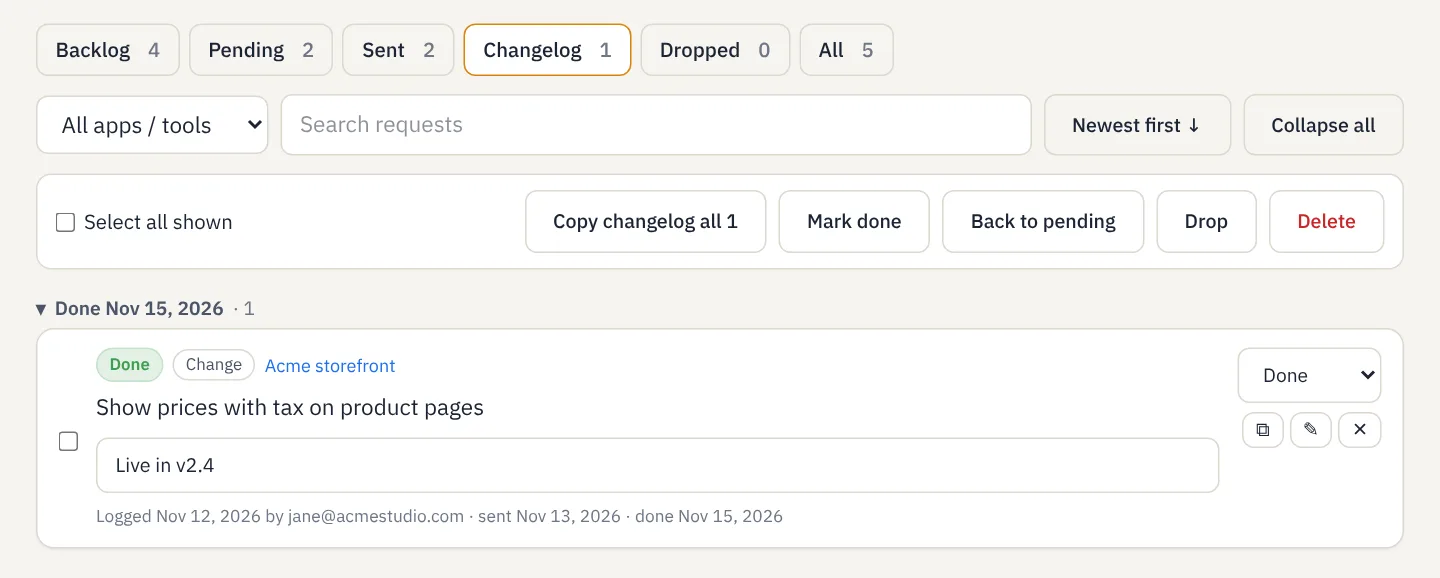 Backlog 4 Pending 2 Sent 2 Changelog 1 Dropped 0 All 5
All apps / tools Search requests Newest first ↓ Collapse all
Select all shown Copy changelog all 1 Mark done Back to pending Drop Delete
▼ Done Nov 15, 2026 · 1
Done Change Acme storefront Done
Show prices with tax on product pages
Live in v2.4
Logged Nov 12, 2026 by jane@acmestudio.com · sent Nov 13, 2026 · done Nov 15, 2026